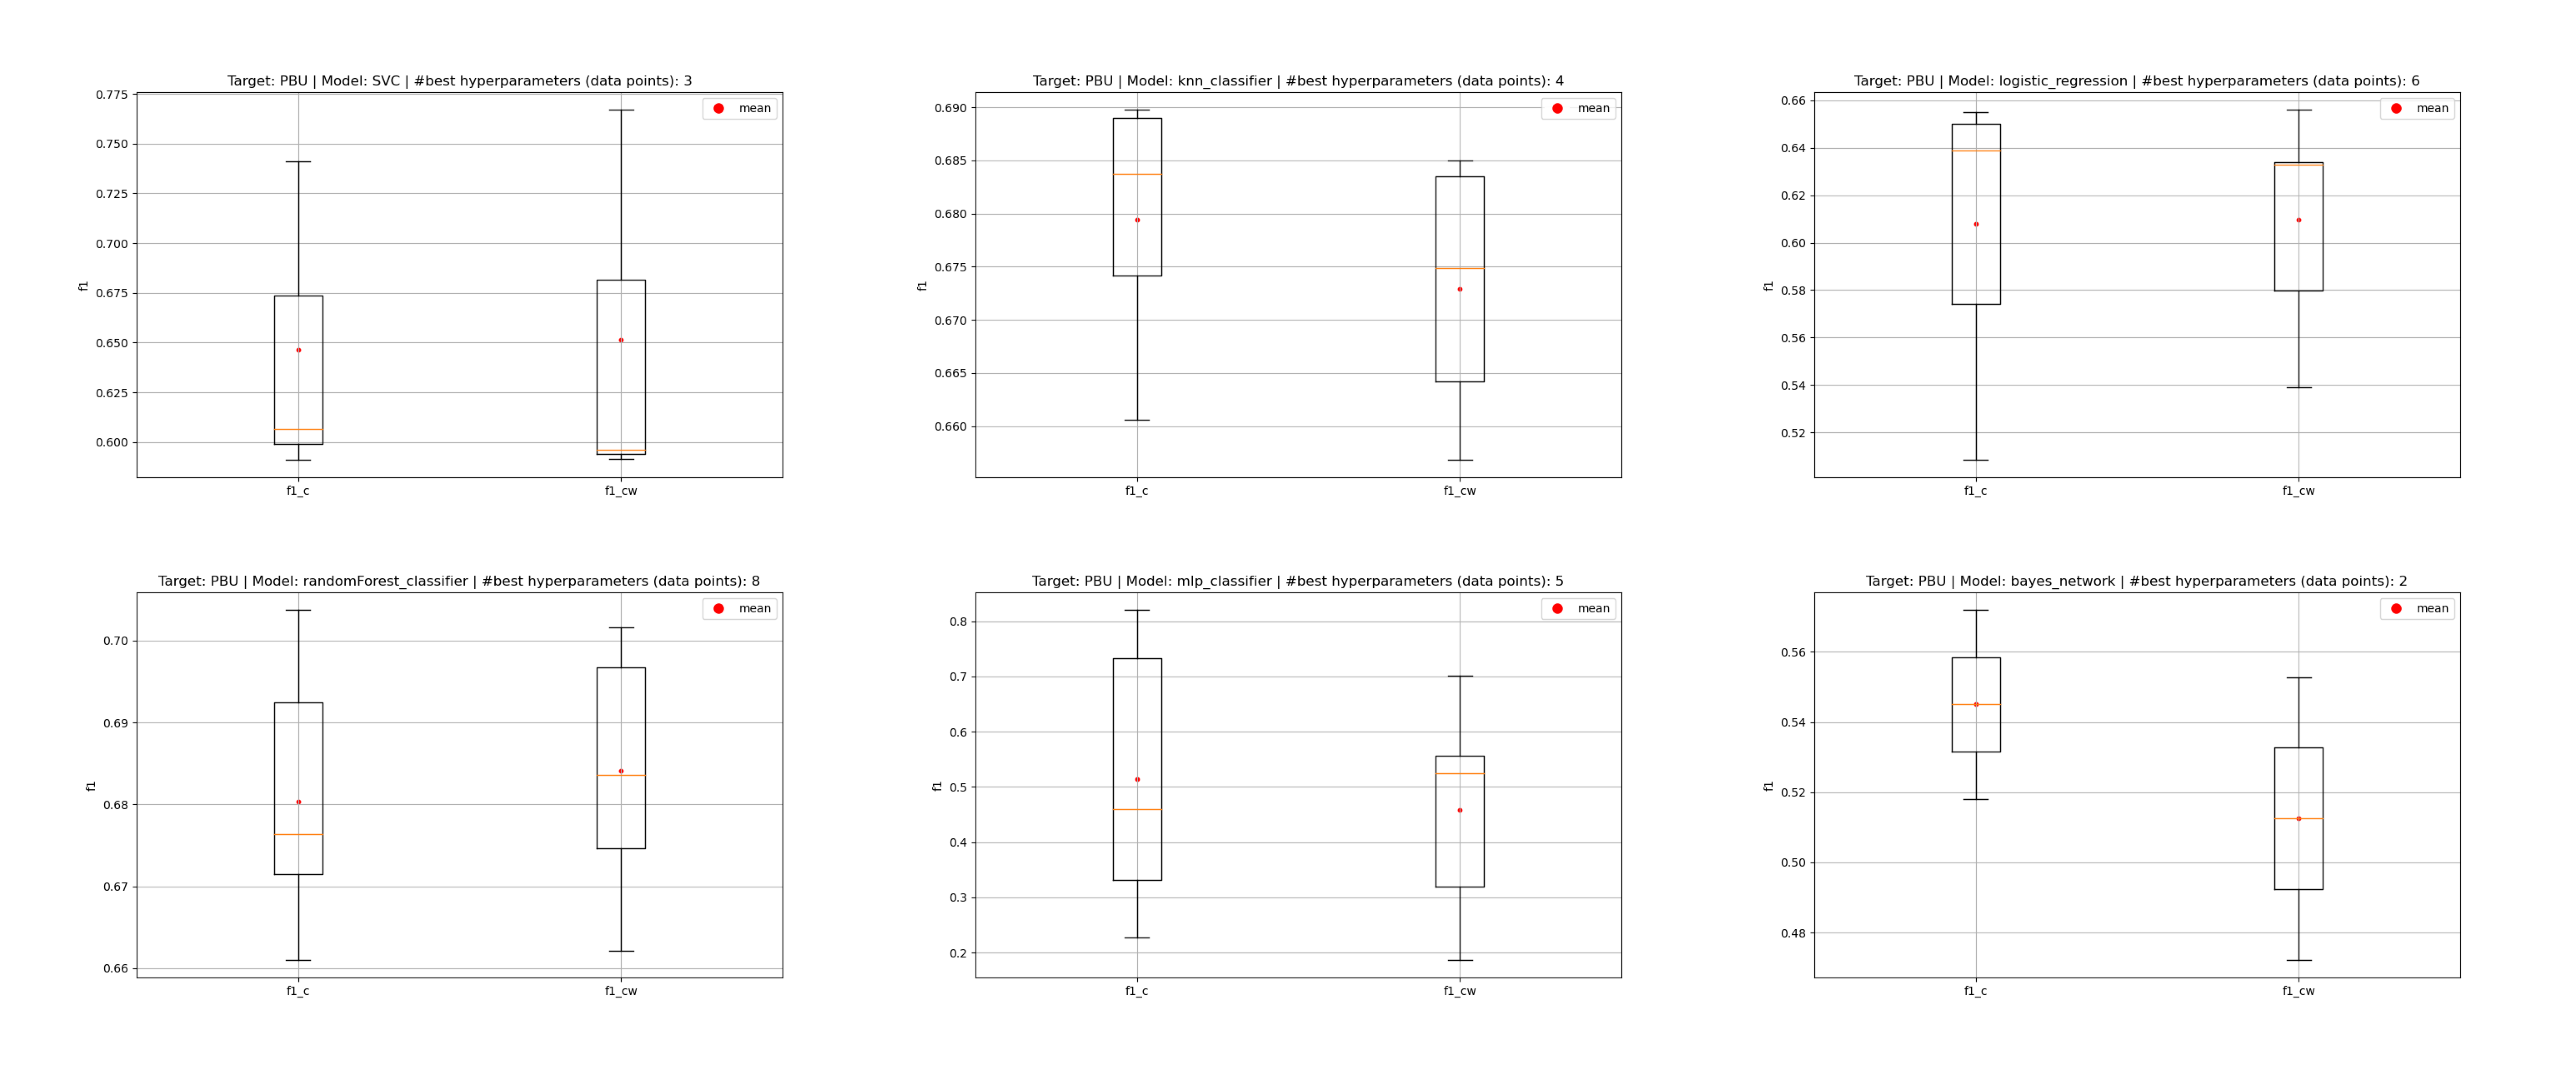 Target: PBU | Model: SVC | #best hyperparameters (data points): 3
mean
0.775
0.750
0.725
0.700
0.675
0.650
0.625
0.600
f1
f1_c
f1_cw
Target: PBU | Model: knn_classifier | #best hyperparameters (data points): 4
mean
0.690
0.685
0.680
0.675
0.670
0.665
0.660
f1
f1_c
f1_cw
Target: PBU | Model: logistic_regression | #best hyperparameters (data points): 6
mean
0.66
0.64
0.62
0.60
0.58
0.56
0.54
0.52
f1
f1_c
f1_cw
Target: PBU | Model: randomForest_classifier | #best hyperparameters (data points): 8
mean
0.70
0.69
0.68
0.67
0.66
f1
f1_c
f1_cw
Target: PBU | Model: mlp_classifier | #best hyperparameters (data points): 5
mean
0.8
0.7
0.6
0.5
0.4
0.3
0.2
f1
f1_c
f1_cw
Target: PBU | Model: bayes_network | #best hyperparameters (data points): 2
mean
0.56
0.54
0.52
0.50
0.48
f1
f1_c
f1_cw